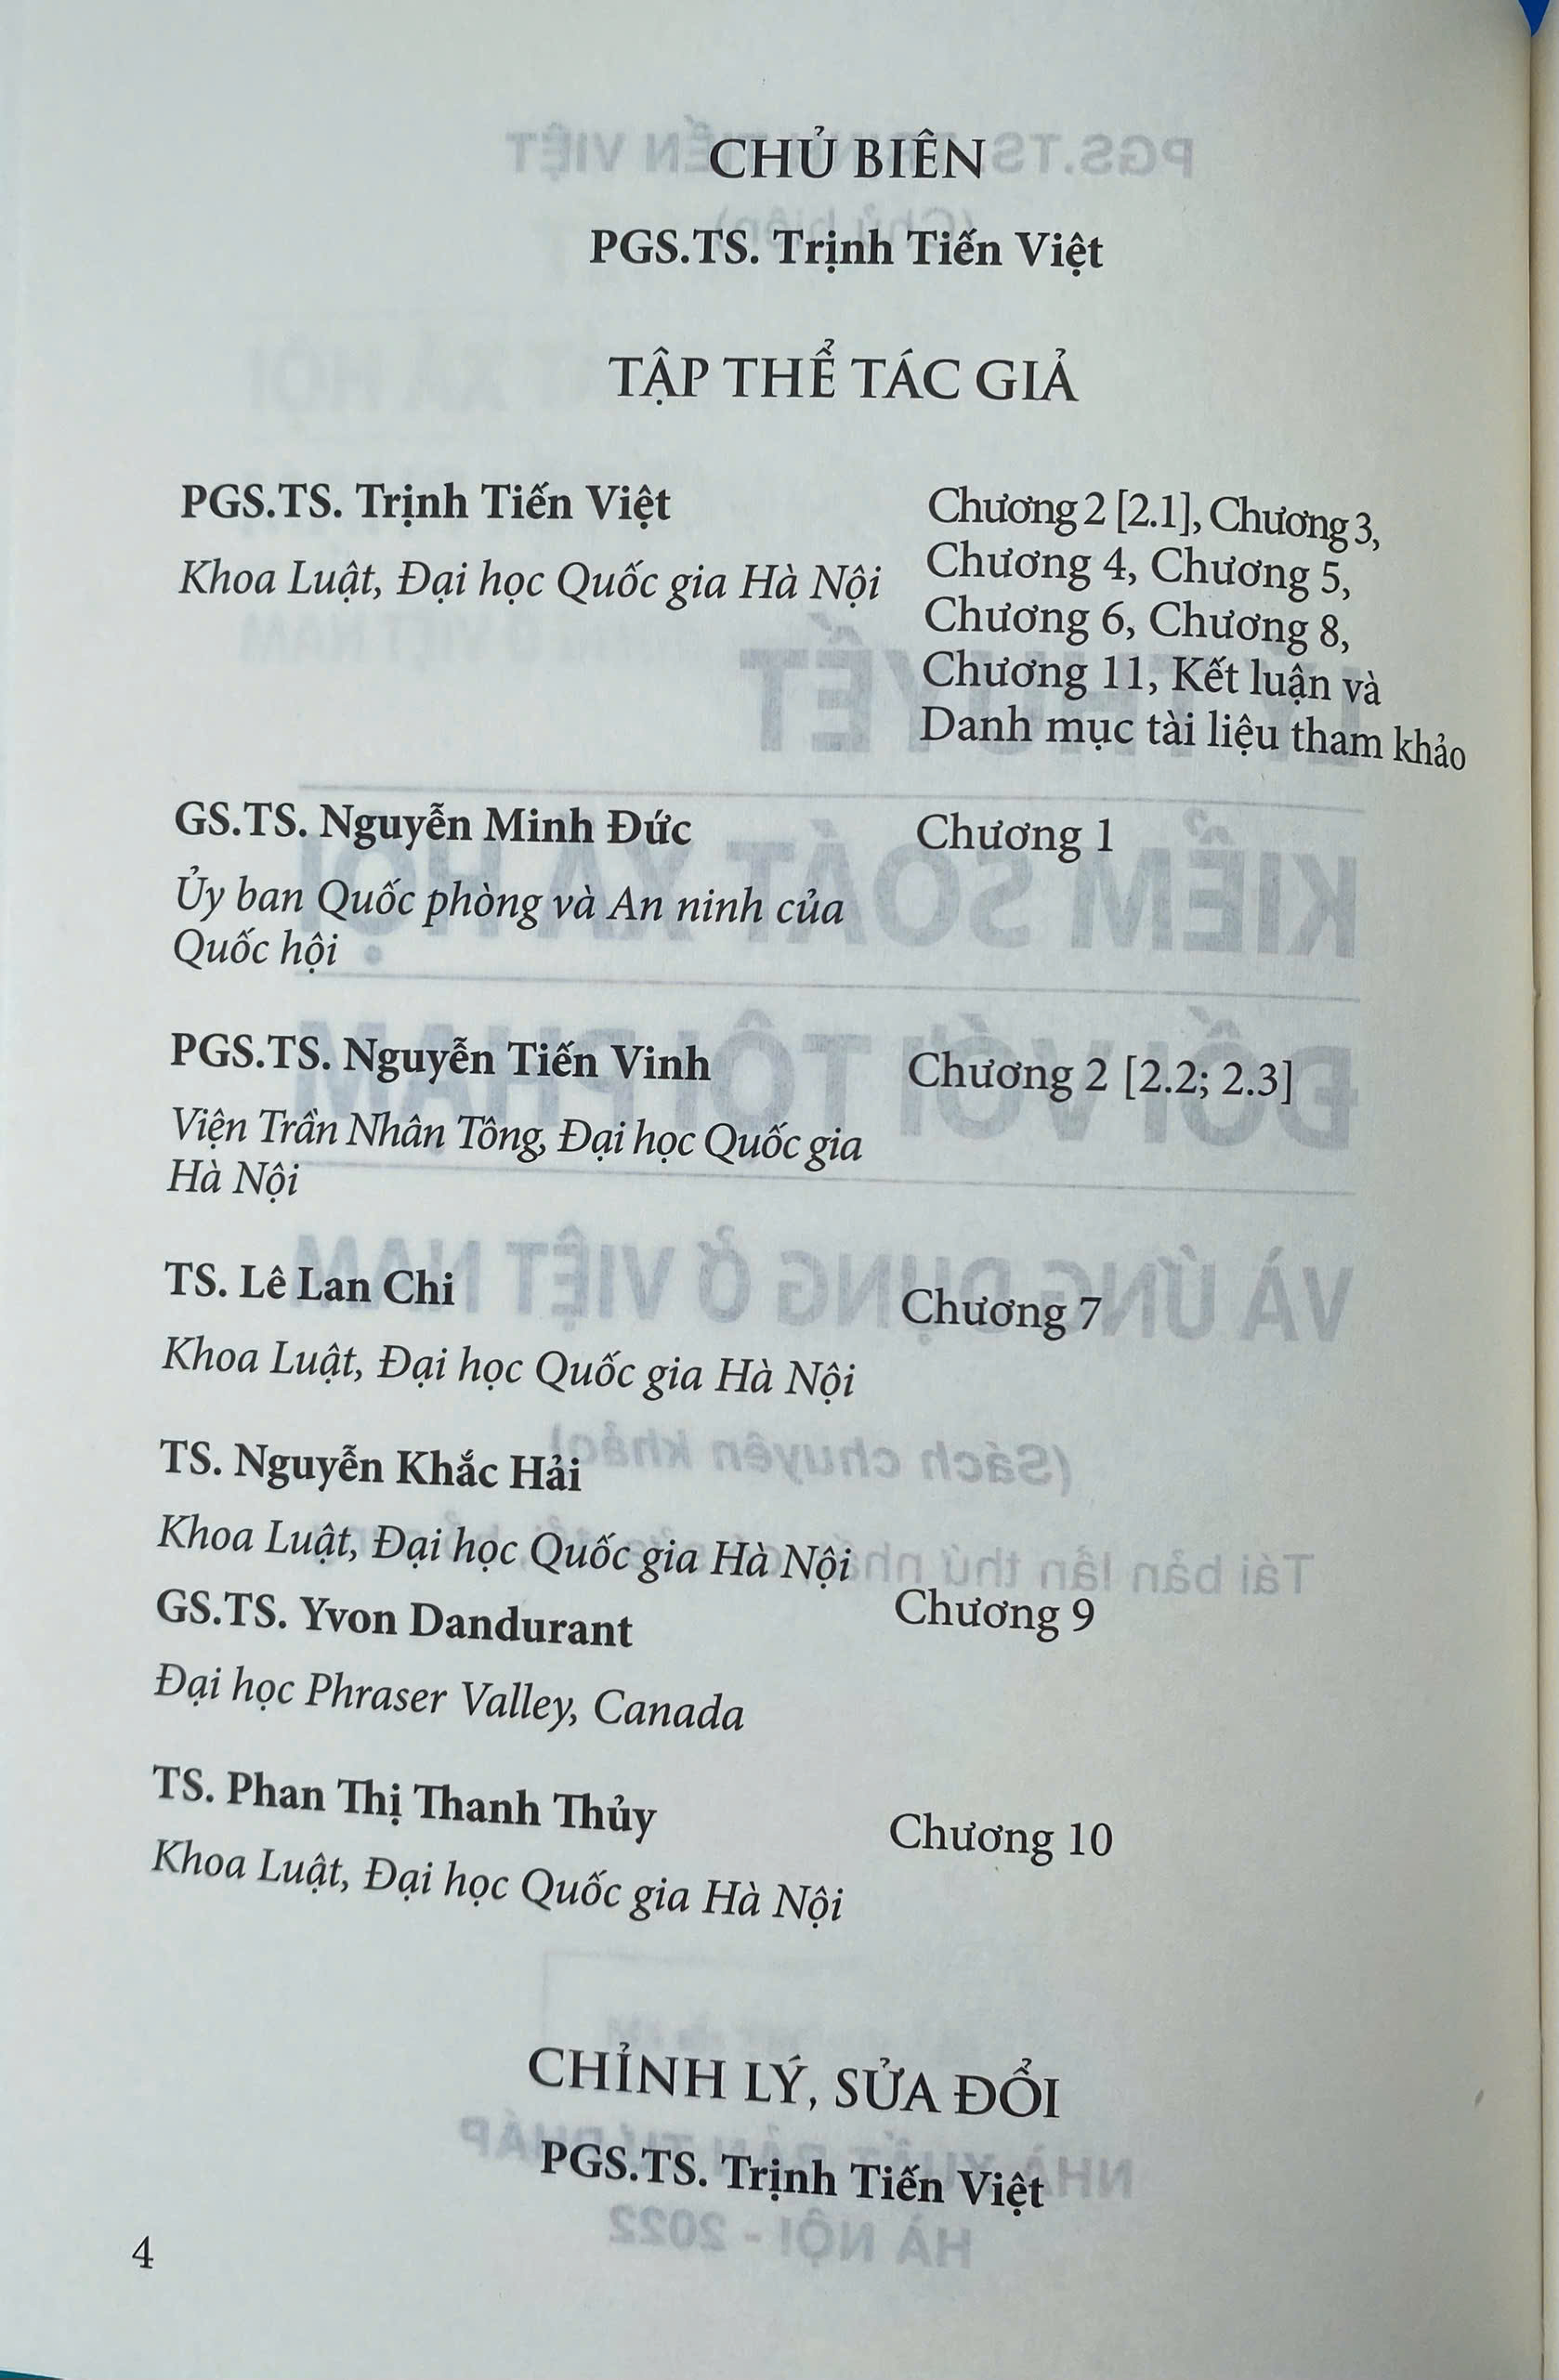 CHỦ BIÊN
PGS.TS. Trịnh Tiến Việt
TẬP THỂ TÁC GIẢ
PGS.TS. Trịnh Tiến Việt
Khoa Luật, Đại học Quốc gia Hà Nội
Chương 2 [2.1], Chương 3,
Chương 4, Chương 5,
Chương 6, Chương 8,
Chương 11, Kết luận và
Danh mục tài liệu tham khảo
GS.TS. Nguyễn Minh Đức
Chương 1
Ủy ban Quốc phòng và An ninh của
Quốc hội
PGS.TS. Nguyễn Tiến Vinh
Chương 2 [2.2; 2.3]
Viện Trần Nhân Tông, Đại học Quốc gia
Hà Nội
TS. Lê Lan Chi
Chương 7
Khoa Luật, Đại học Quốc gia Hà Nội
TS. Nguyễn Khắc Hải
Khoa Luật, Đại học Quốc gia Hà Nội
GS.TS. Yvon Dandurant
Chương 9
Đại học Phraser Valley, Canada
TS. Phan Thị Thanh Thủy
Chương 10
Khoa Luật, Đại học Quốc gia Hà Nội
CHỈNH LÝ, SỬA ĐỔI
PGS.TS. Trịnh Tiến Việt
4